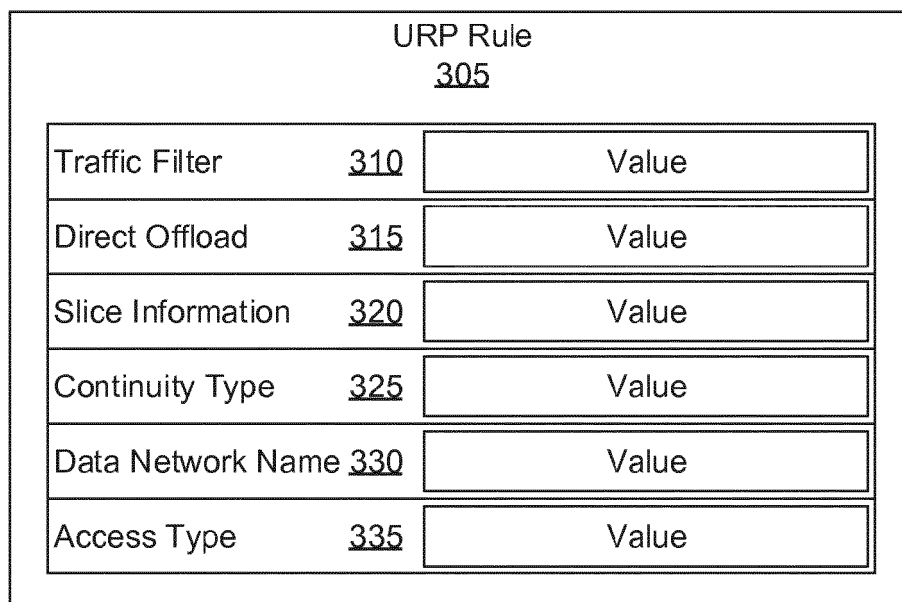 URP Rule
305
Traffic Filter 310 Value
Direct Offload 315 Value
Slice Information 320 Value
Continuity Type 325 Value
Data Network Name 330 Value
Access Type 335 Value